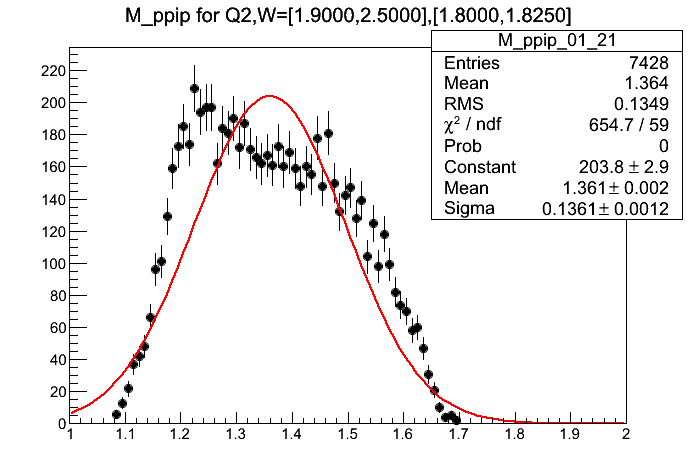 M_ppip for Q2,W=[1.9000,2.5000],[1.8000,1.8250]
M_ppip_01_21
Entries 7428
Mean 1.364
RMS 0.1349
χ² / ndf 654.7 / 59
Prob 0
Constant 203.8 ± 2.9
Mean 1.361 ± 0.002
Sigma 0.1361 ± 0.0012
220
200
180
160
140
120
100
80
60
40
20
0
1 1.1 1.2 1.3 1.4 1.5 1.6 1.7 1.8 1.9 2